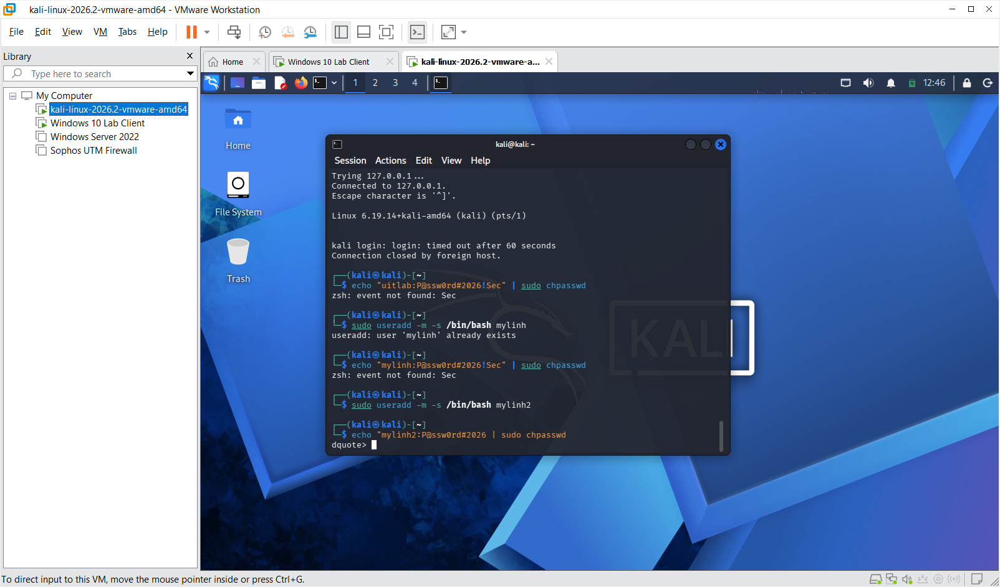 kali-linux-2026.2-vmware-amd64 - VMware Workstation
File Edit View VM Tabs Help
Library
Type here to search
My Computer
kali-linux-2026.2-vmware-amd64
Windows 10 Lab Client
Windows Server 2022
Sophos UTM Firewall
Home
Windows 10 Lab Client
kali-linux-2026.2-vmware-a...
1 2 3 4
12:46
Home
File System
Trash
kali@kali: ~
Session Actions Edit View Help
Trying 127.0.0.1...
Connected to 127.0.0.1.
Escape character is '^]'.
Linux 6.19.14+kali-amd64 (kali) (pts/1)
kali login: login: timed out after 60 seconds
Connection closed by foreign host.
┌──(kali㉿kali)-[~]
└─$ echo "uitlab:P@ssw0rd#2026!Sec" | sudo chpasswd
zsh: event not found: Sec
┌──(kali㉿kali)-[~]
└─$ sudo useradd -m -s /bin/bash mylinh
useradd: user 'mylinh' already exists
┌──(kali㉿kali)-[~]
└─$ echo "mylinh:P@ssw0rd#2026!Sec" | sudo chpasswd
zsh: event not found: Sec
┌──(kali㉿kali)-[~]
└─$ sudo useradd -m -s /bin/bash mylinh2
┌──(kali㉿kali)-[~]
└─$ echo "mylinh2:P@ssw0rd#2026 | sudo chpasswd
dquote>
KALI
To direct input to this VM, move the mouse pointer inside or press Ctrl+G.